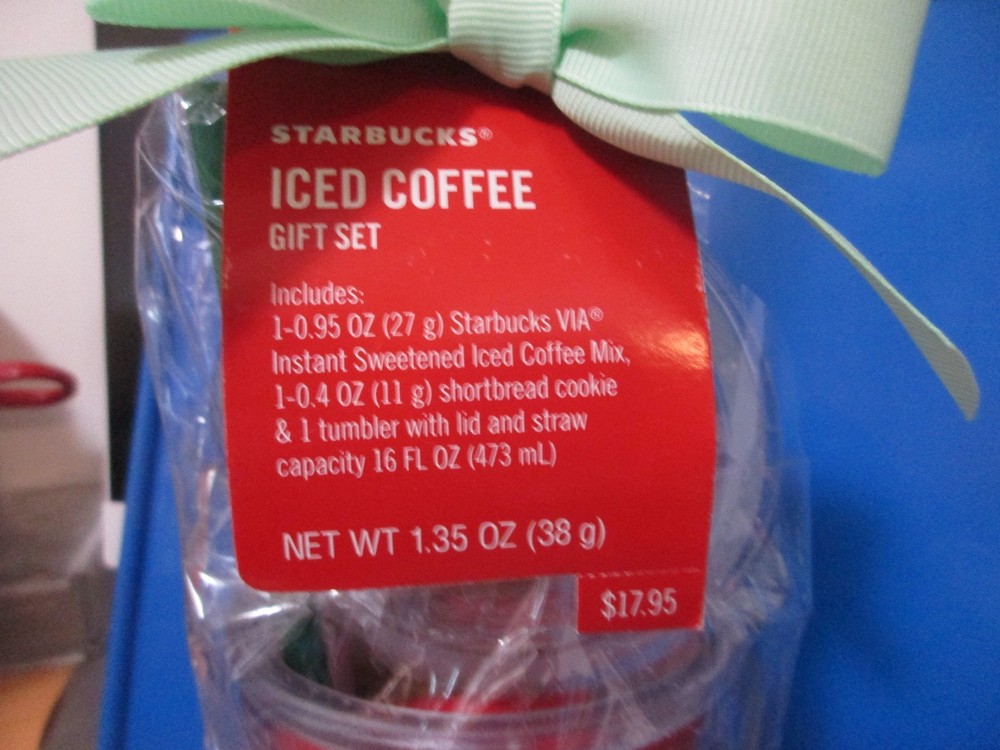 STARBUCKS®
ICED COFFEE
GIFT SET
Includes:
1-0.95 OZ (27 g) Starbucks VIA®
Instant Sweetened Iced Coffee Mix,
1-0.4 OZ (11 g) shortbread cookie
& 1 tumbler with lid and straw
capacity 16 FL OZ (473 mL)
NET WT 1.35 OZ (38 g)
$17.95